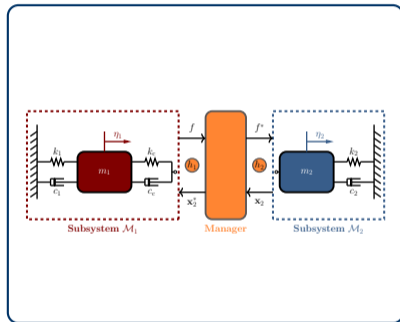 η₁ f f* η₂
k₁ kc k₂
m₁ h₁ h₂ m₂
c₁ cc x₂* x₂ c₂
Subsystem M₁ Manager Subsystem M₂